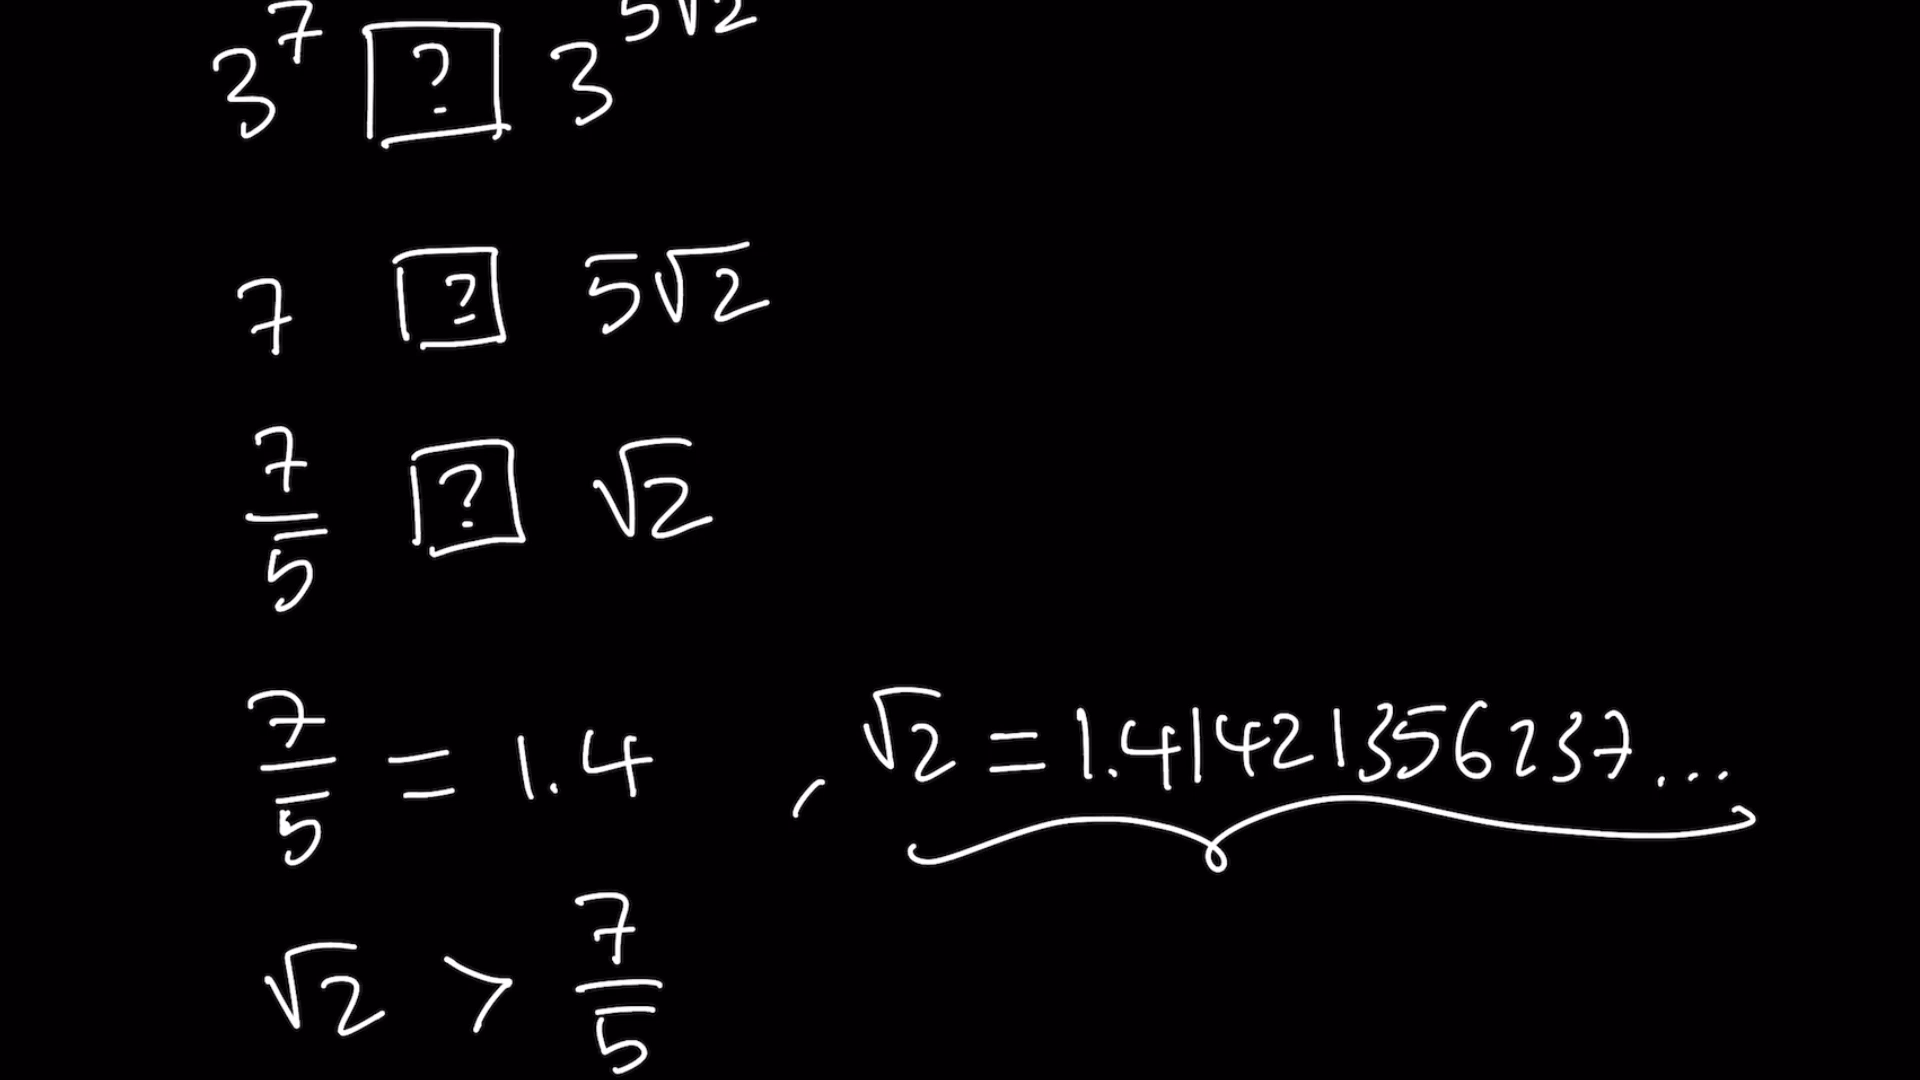 3^7 ? 3^{5√2}
7 ? 5√2
7/5 ? √2
7/5 = 1.4 , √2 = 1.41421356237...
√2 > 7/5